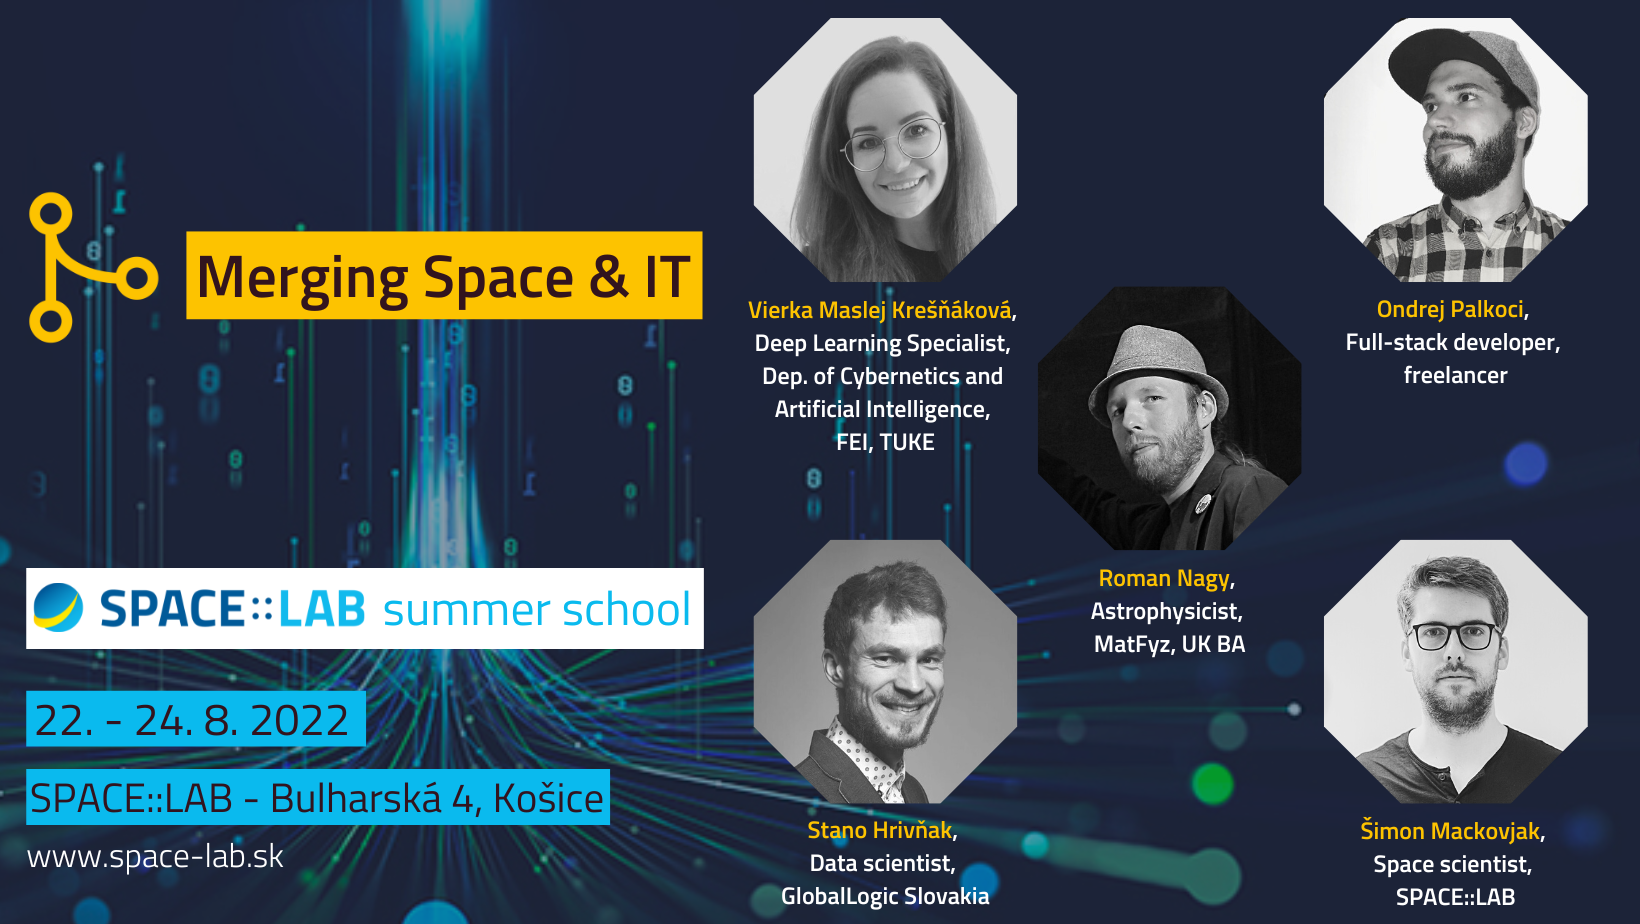 Merging Space & IT
SPACE::LAB summer school
22. - 24. 8. 2022
SPACE::LAB - Bulharská 4, Košice
www.space-lab.sk
Vierka Maslej Krešňáková,
Deep Learning Specialist,
Dep. of Cybernetics and
Artificial Intelligence,
FEI, TUKE
Ondrej Palkoci,
Full-stack developer,
freelancer
Roman Nagy,
Astrophysicist,
MatFyz, UK BA
Stano Hrivňak,
Data scientist,
GlobalLogic Slovakia
Šimon Mackovjak,
Space scientist,
SPACE::LAB